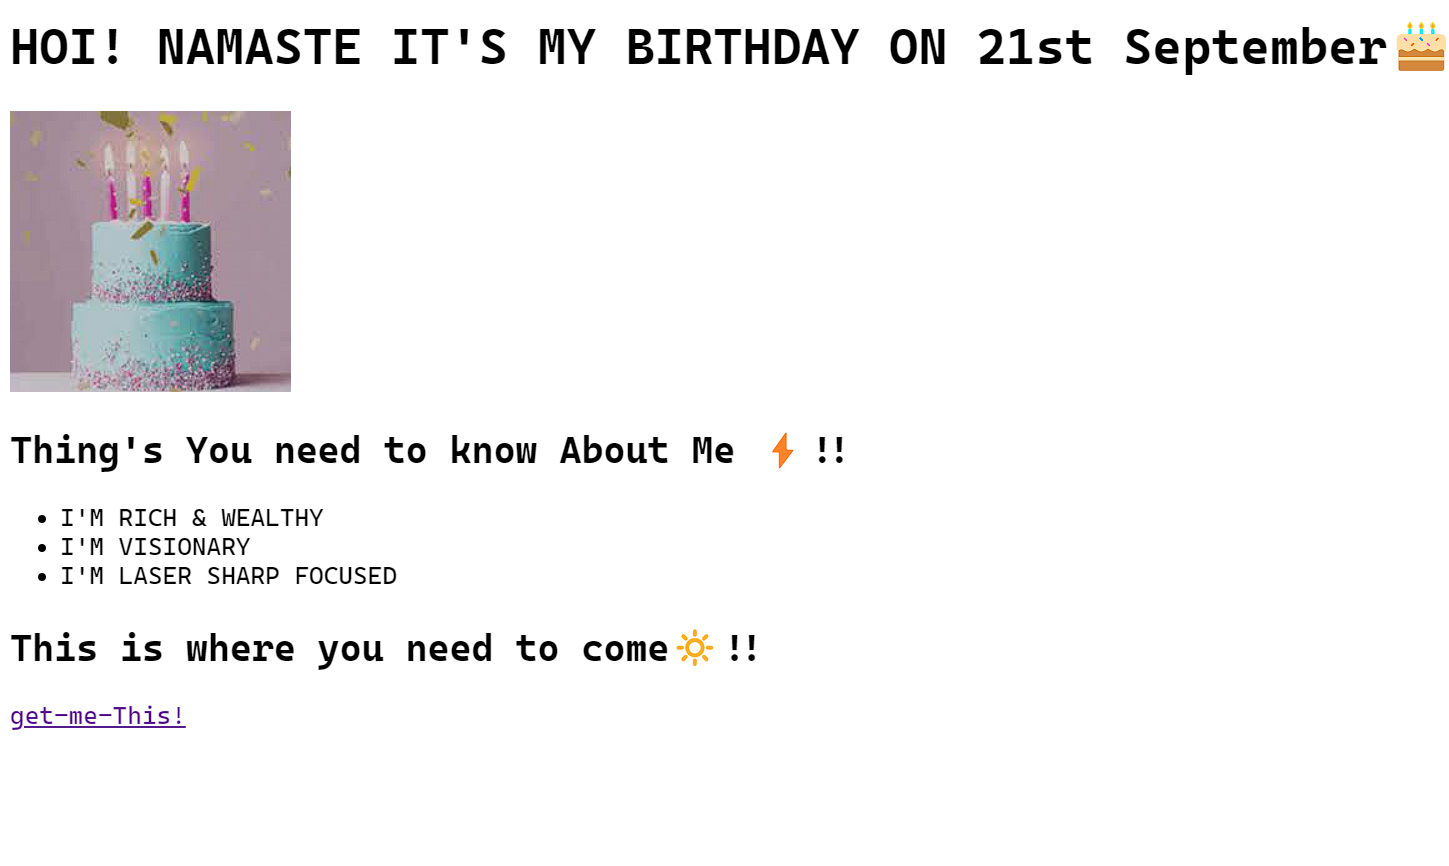 HOI! NAMASTE IT'S MY BIRTHDAY ON 21st September🎂
Thing's You need to know About Me ⚡!!
I'M RICH & WEALTHY
I'M VISIONARY
I'M LASER SHARP FOCUSED
This is where you need to come🔅!!
get-me-This!